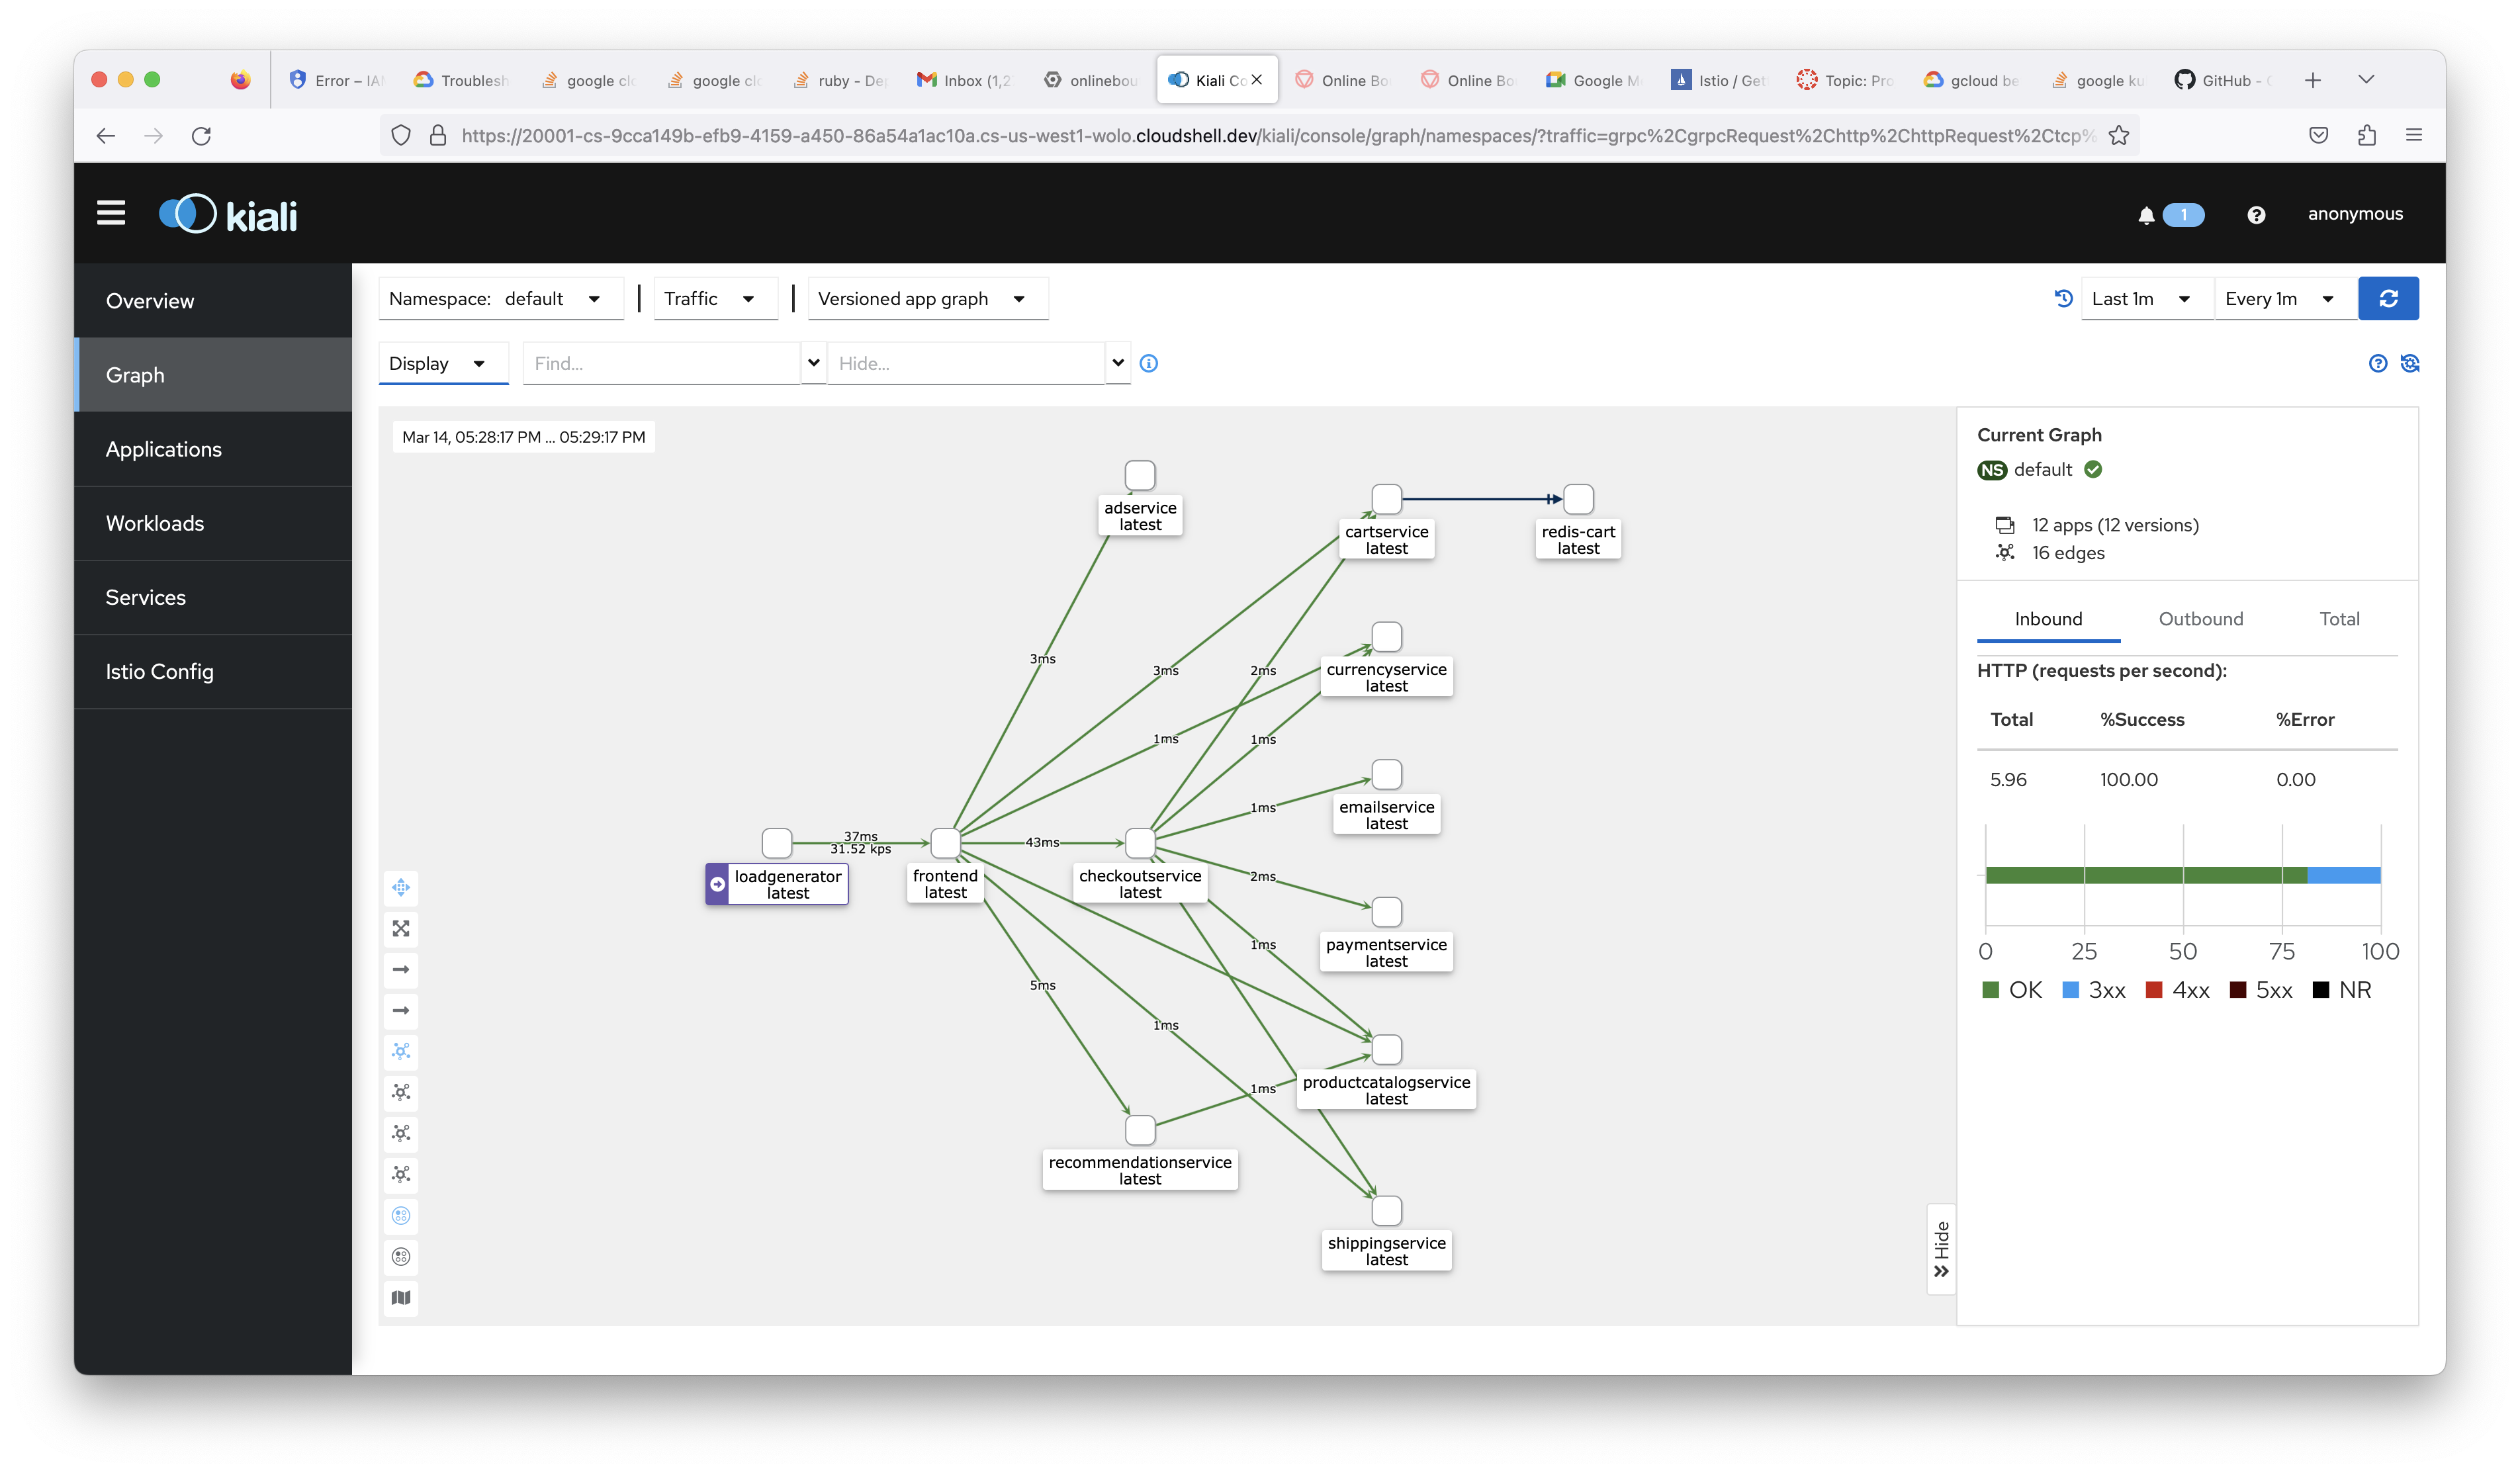 Error – IA
Troublesh
google clo
google clo
ruby - De
Inbox (1,2
onlinebou
Kiali Co
Online Bo
Online Bo
Google M
Istio / Get
Topic: Pro
gcloud be
google ku
GitHub -
https://20001-cs-9cca149b-efb9-4159-a450-86a54a1ac10a.cs-us-west1-wolo.cloudshell.dev/kiali/console/graph/namespaces/?traffic=grpc%2CgrpcRequest%2Chttp%2ChttpRequest%2Ctcp%
kiali
1
anonymous
Overview
Graph
Applications
Workloads
Services
Istio Config
Namespace: default
Traffic
Versioned app graph
Last 1m
Every 1m
Display
Find...
Hide...
Mar 14, 05:28:17 PM ... 05:29:17 PM
adservice
latest
cartservice
latest
redis-cart
latest
3ms
3ms
2ms
currencyservice
latest
1ms
1ms
emailservice
latest
1ms
37ms
31.52 kps
43ms
loadgenerator
latest
frontend
latest
checkoutservice
latest
2ms
paymentservice
latest
1ms
5ms
1ms
1ms
productcatalogservice
latest
recommendationservice
latest
shippingservice
latest
Hide
Current Graph
NS default
12 apps (12 versions)
16 edges
Inbound
Outbound
Total
HTTP (requests per second):
Total %Success %Error
5.96 100.00 0.00
0 25 50 75 100
OK 3xx 4xx 5xx NR